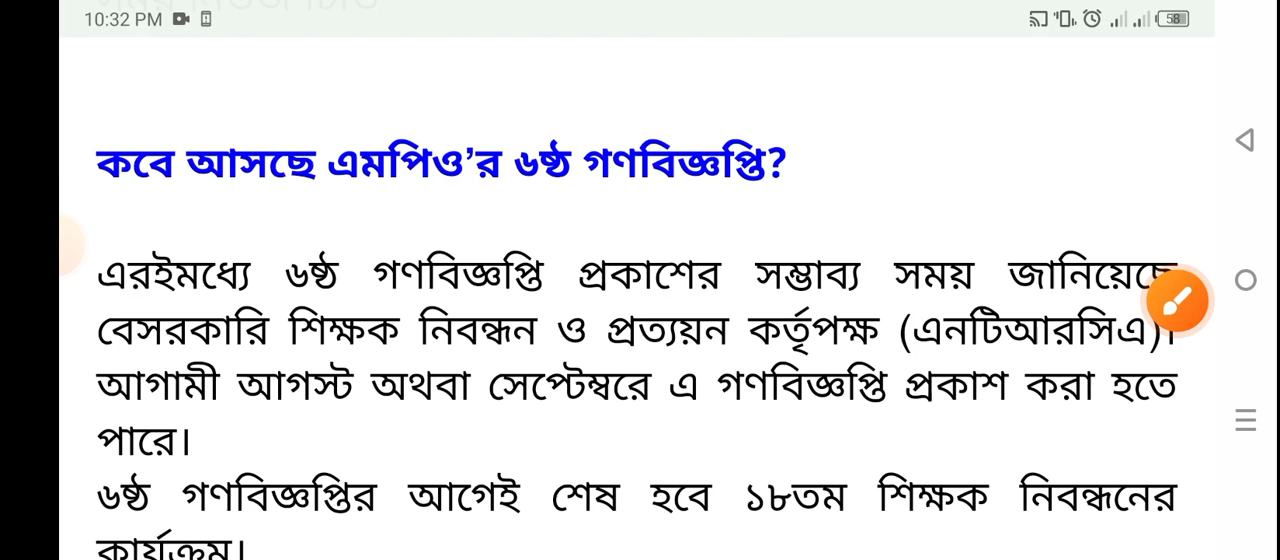 10:32 PM
58
কবে আসছে এমপিও’র ৬ষ্ঠ গণবিজ্ঞপ্তি?
এরইমধ্যে ৬ষ্ঠ গণবিজ্ঞপ্তি প্রকাশের সম্ভাব্য সময় জানিয়েছে
বেসরকারি শিক্ষক নিবন্ধন ও প্রত্যয়ন কর্তৃপক্ষ (এনটিআরসিএ)।
আগামী আগস্ট অথবা সেপ্টেম্বরে এ গণবিজ্ঞপ্তি প্রকাশ করা হতে
পারে।
৬ষ্ঠ গণবিজ্ঞপ্তির আগেই শেষ হবে ১৮তম শিক্ষক নিবন্ধনের
কার্যক্রম।